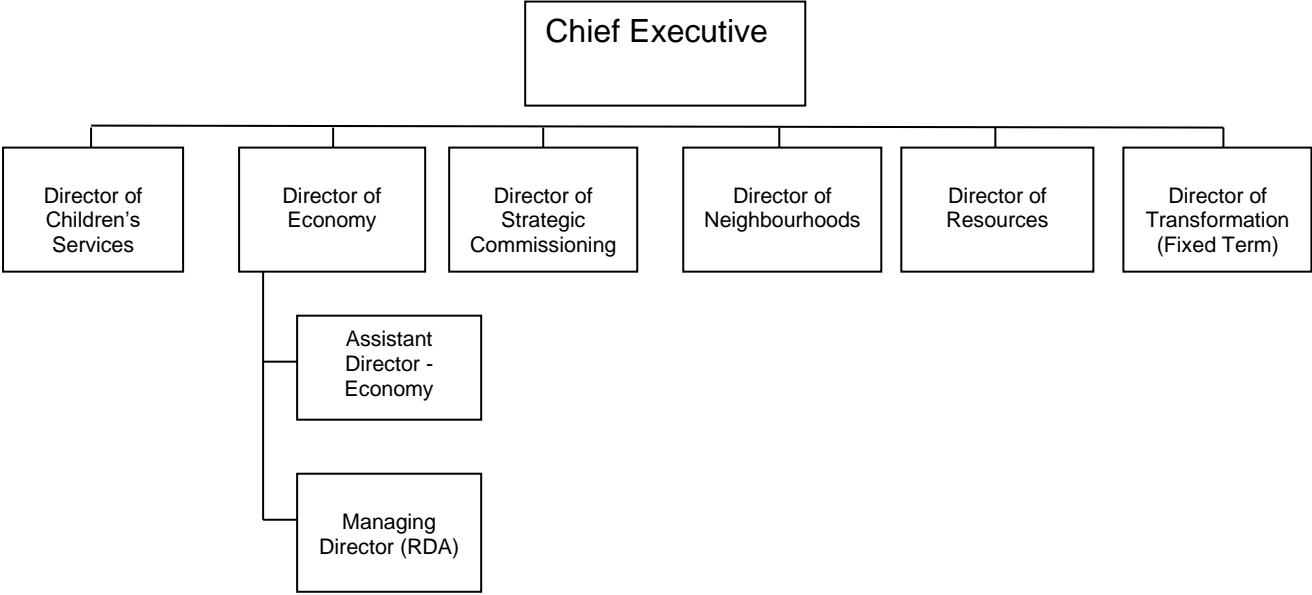 Chief Executive
Director of
Children’s
Services
Director of
Economy
Director of
Strategic
Commissioning
Director of
Neighbourhoods
Director of
Resources
Director of
Transformation
(Fixed Term)
Assistant
Director -
Economy
Managing
Director (RDA)